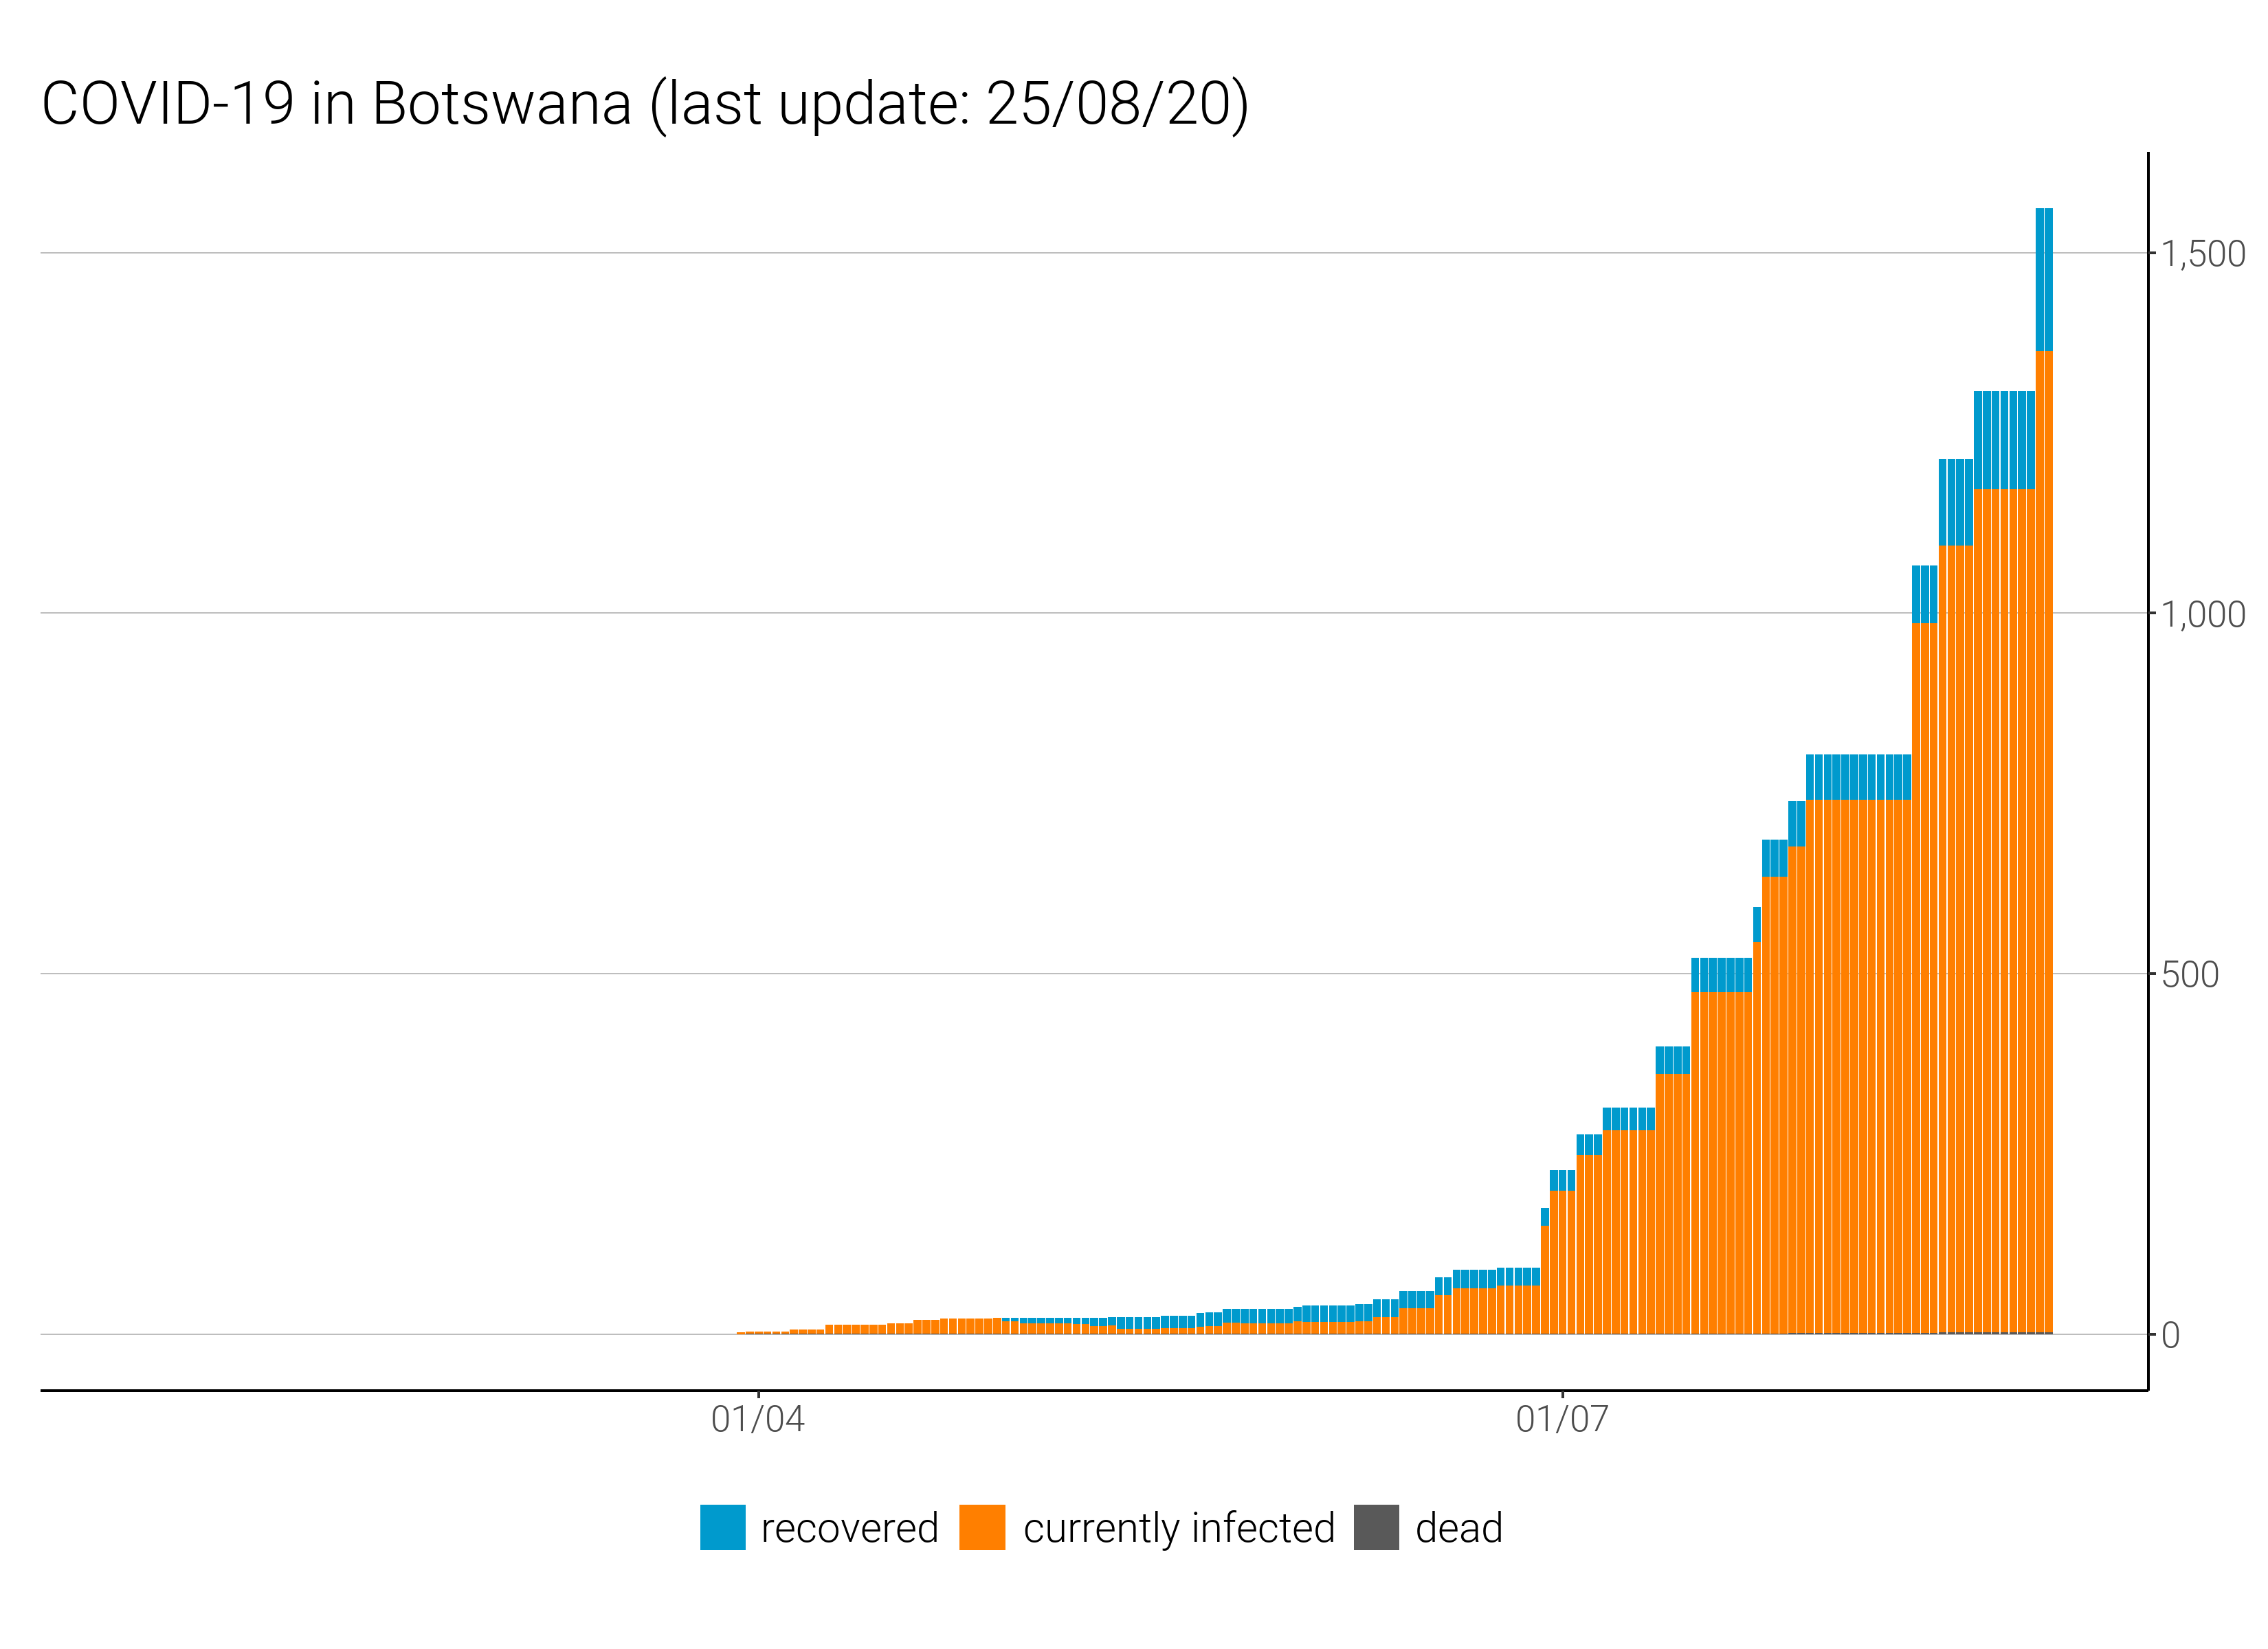 COVID-19 in Botswana (last update: 25/08/20)
1,500
1,000
500
0
01/04 01/07
recovered currently infected dead